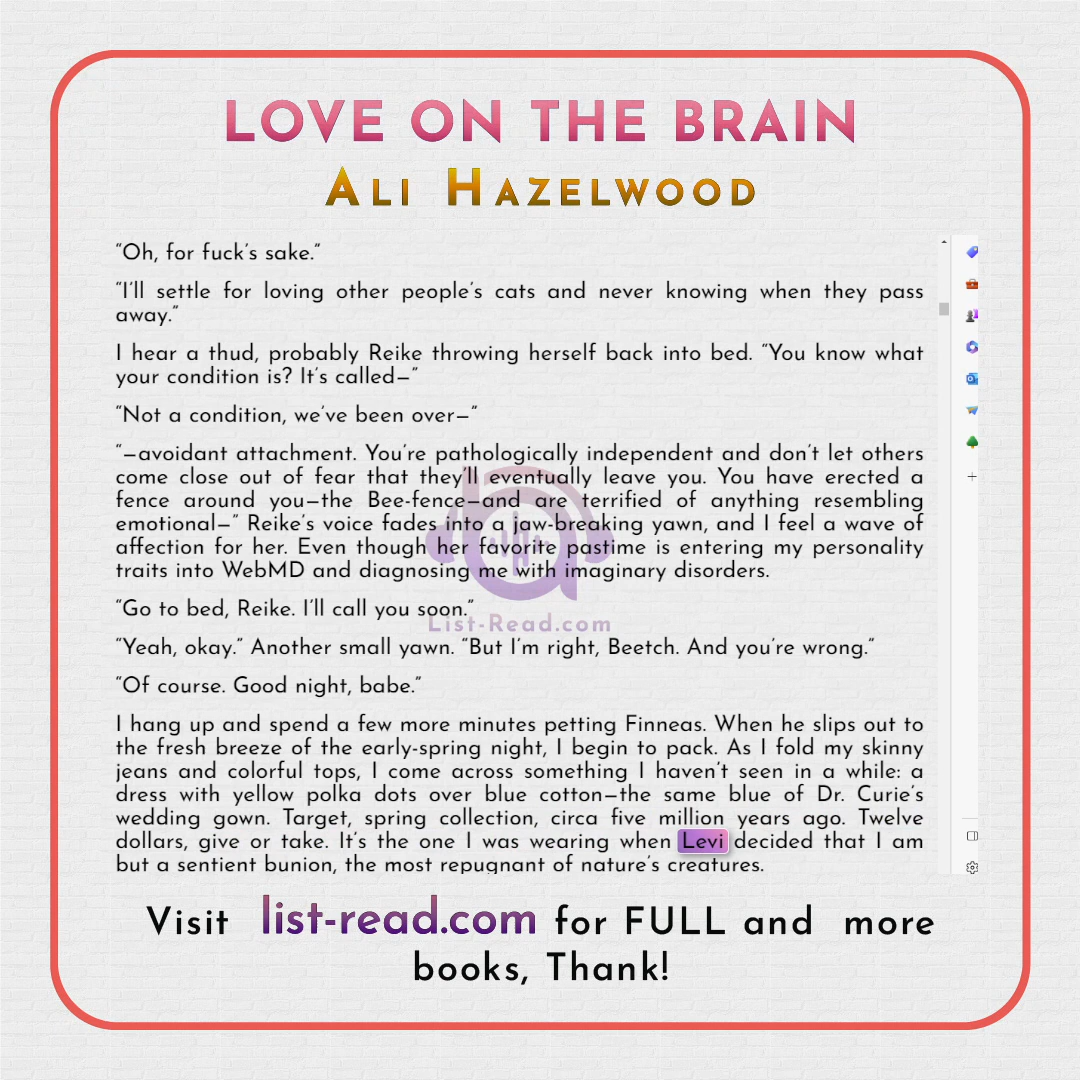 LOVE ON THE BRAIN
ALI HAZELWOOD
“Oh, for fuck’s sake.”
“I’ll settle for loving other people’s cats and never knowing when they pass
away.”
I hear a thud, probably Reike throwing herself back into bed. “You know what
your condition is? It’s called—”
“Not a condition, we’ve been over—”
“—avoidant attachment. You’re pathologically independent and don’t let others
come close out of fear that they’ll eventually leave you. You have erected a
fence around you—the Bee-fence—and are terrified of anything resembling
emotional—” Reike’s voice fades into a jaw-breaking yawn, and I feel a wave of
affection for her. Even though her favorite pastime is entering my personality
traits into WebMD and diagnosing me with imaginary disorders.
“Go to bed, Reike. I’ll call you soon.”
List-Read.com
“Yeah, okay.” Another small yawn. “But I’m right, Beetch. And you’re wrong.”
“Of course. Good night, babe.”
I hang up and spend a few more minutes petting Finneas. When he slips out to
the fresh breeze of the early-spring night, I begin to pack. As I fold my skinny
jeans and colorful tops, I come across something I haven’t seen in a while: a
dress with yellow polka dots over blue cotton—the same blue of Dr. Curie’s
wedding gown. Target, spring collection, circa five million years ago. Twelve
dollars, give or take. It’s the one I was wearing when Levi decided that I am
but a sentient bunion, the most repugnant of nature’s creatures.
Visit list-read.com for FULL and more
books, Thank!